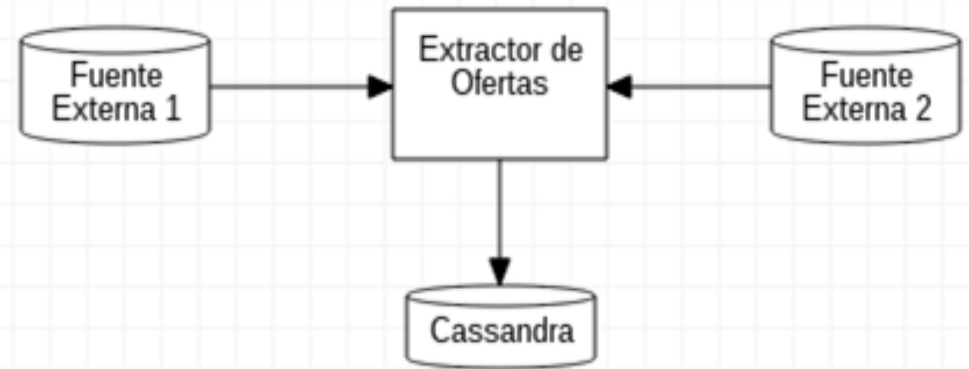 Fuente
Externa 1
Extractor de
Ofertas
Fuente
Externa 2
Cassandra